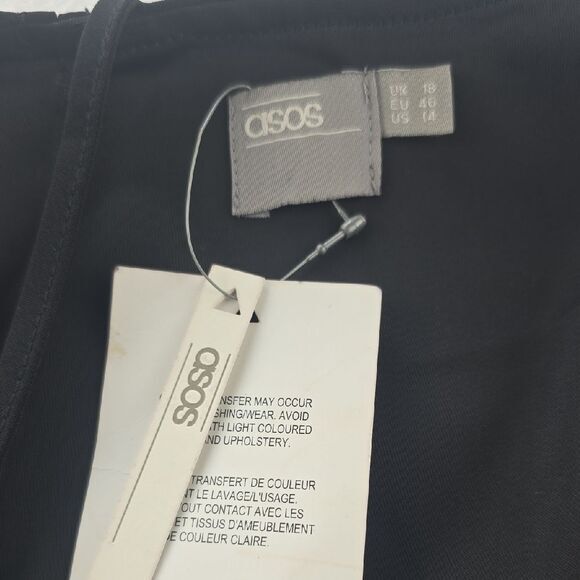 asos
UK 18
EU 46
US 14
asos
NSFER MAY OCCUR
SHING/WEAR. AVOID
TH LIGHT COLOURED
AND UPHOLSTERY.
TRANSFERT DE COULEUR
NT LE LAVAGE/L'USAGE.
OUT CONTACT AVEC LES
ET TISSUS D'AMEUBLEMENT
E COULEUR CLAIRE.